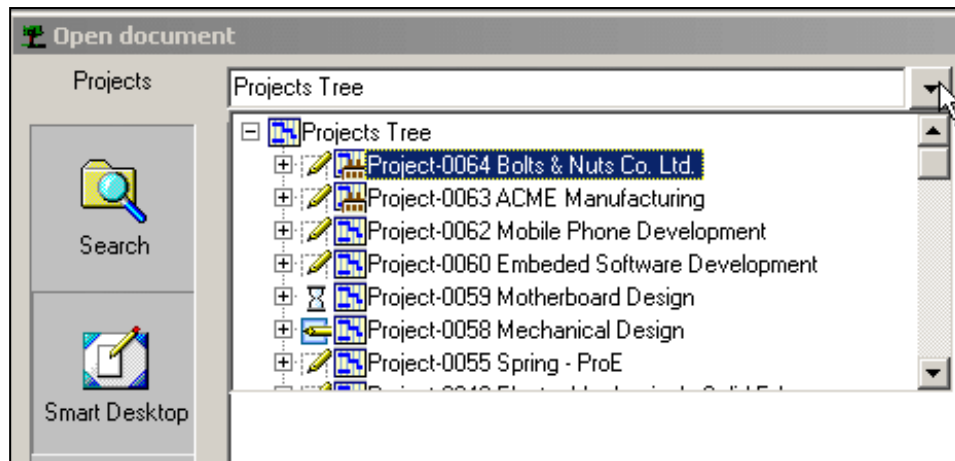 Open document
Projects
Projects Tree
Projects Tree
Project-0064 Bolts & Nuts Co. Ltd.
Project-0063 ACME Manufacturing
Project-0062 Mobile Phone Development
Project-0060 Embeded Software Development
Project-0059 Motherboard Design
Project-0058 Mechanical Design
Project-0055 Spring - ProE
Search
Smart Desktop